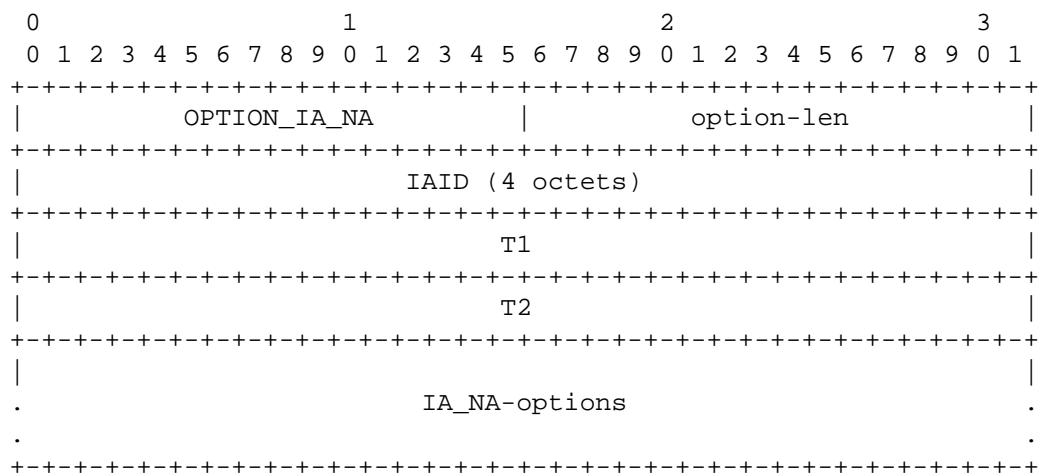 0                   1                   2                   3
 0 1 2 3 4 5 6 7 8 9 0 1 2 3 4 5 6 7 8 9 0 1 2 3 4 5 6 7 8 9 0 1
+-+-+-+-+-+-+-+-+-+-+-+-+-+-+-+-+-+-+-+-+-+-+-+-+-+-+-+-+-+-+-+-+
|          OPTION_IA_NA         |          option-len           |
+-+-+-+-+-+-+-+-+-+-+-+-+-+-+-+-+-+-+-+-+-+-+-+-+-+-+-+-+-+-+-+-+
|                        IAID (4 octets)                        |
+-+-+-+-+-+-+-+-+-+-+-+-+-+-+-+-+-+-+-+-+-+-+-+-+-+-+-+-+-+-+-+-+
|                              T1                               |
+-+-+-+-+-+-+-+-+-+-+-+-+-+-+-+-+-+-+-+-+-+-+-+-+-+-+-+-+-+-+-+-+
|                              T2                               |
+-+-+-+-+-+-+-+-+-+-+-+-+-+-+-+-+-+-+-+-+-+-+-+-+-+-+-+-+-+-+-+-+
|                                                               |
.                         IA_NA-options                         .
.                                                               .
+-+-+-+-+-+-+-+-+-+-+-+-+-+-+-+-+-+-+-+-+-+-+-+-+-+-+-+-+-+-+-+-+